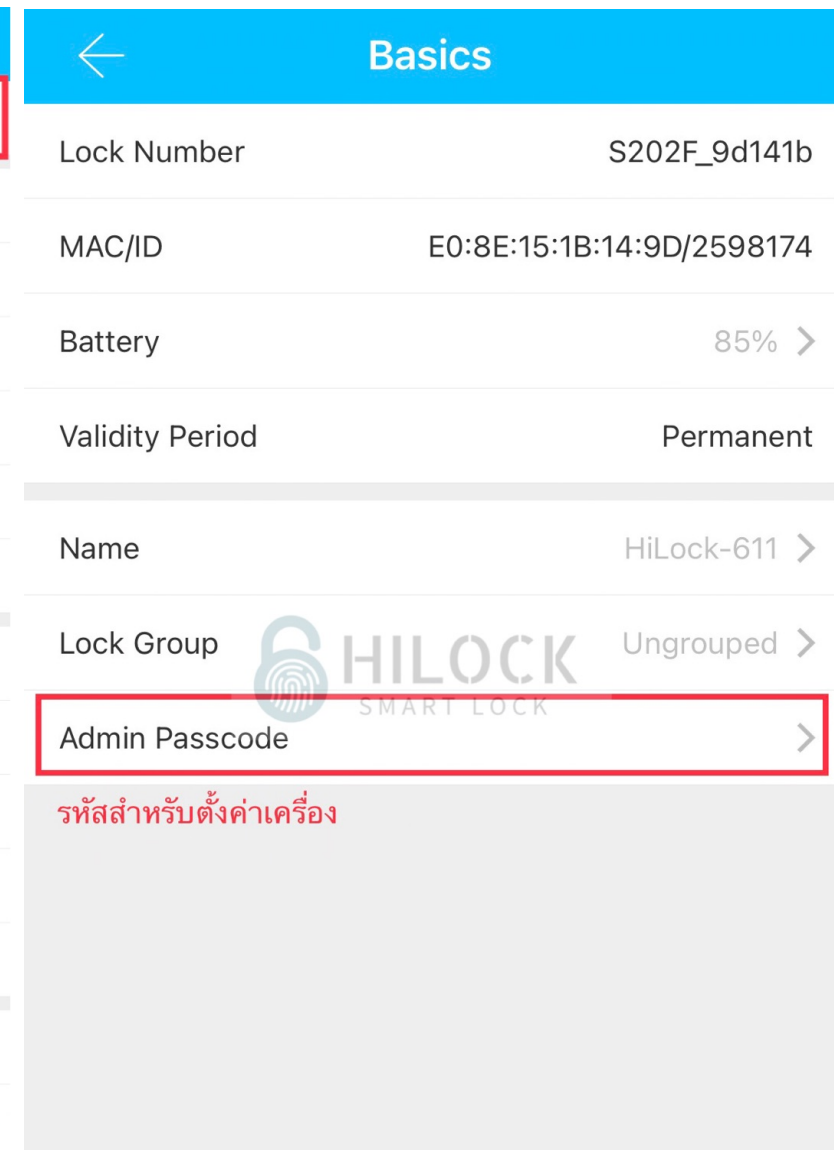 Basics
Lock Number S202F_9d141b
MAC/ID E0:8E:15:1B:14:9D/2598174
Battery 85%
Validity Period Permanent
Name HiLock-611
Lock Group Ungrouped
HILOCK
SMART LOCK
Admin Passcode
รหัสสำหรับตั้งค่าเครื่อง